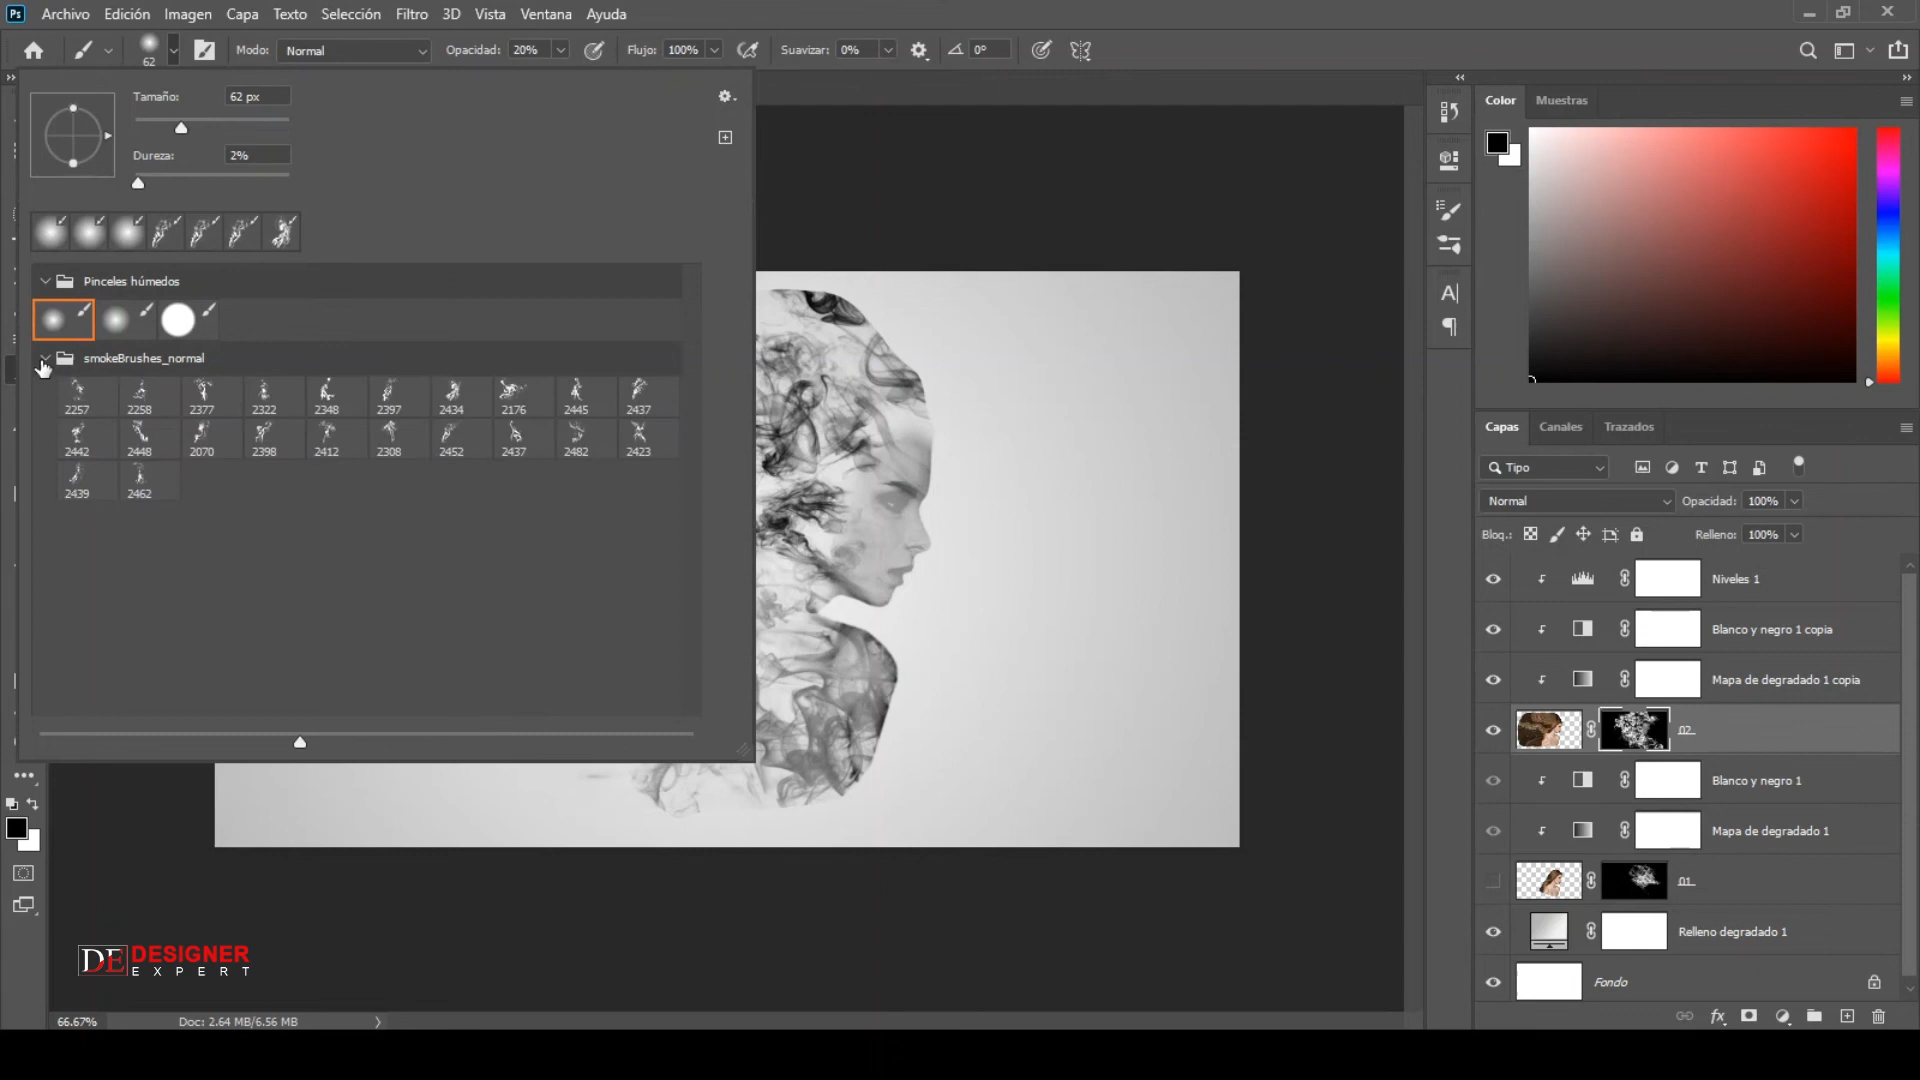 Ps Archivo Edición Imagen Capa Texto Selección Filtro 3D Vista Ventana Ayuda
62 Modo: Normal Opacidad: 20% Flujo: 100% Suavizar: 0% 0°
Tamaño: 62 px
Dureza: 2%
Pinceles húmedos
smokeBrushes_normal
2257 2258 2377 2322 2348 2397 2434 2176 2445 2437
2442 2448 2070 2398 2412 2308 2452 2437 2482 2423
2439 2462
Color Muestras
Capas Canales Trazados
Tipo
Normal Opacidad: 100%
Bloq.: Relleno: 100%
Niveles 1
Blanco y negro 1 copia
Mapa de degradado 1 copia
02
Blanco y negro 1
Mapa de degradado 1
01
Relleno degradado 1
Fondo
fx
DE DESIGNER
EXPERT
66.67% Doc: 2.64 MB/6.56 MB